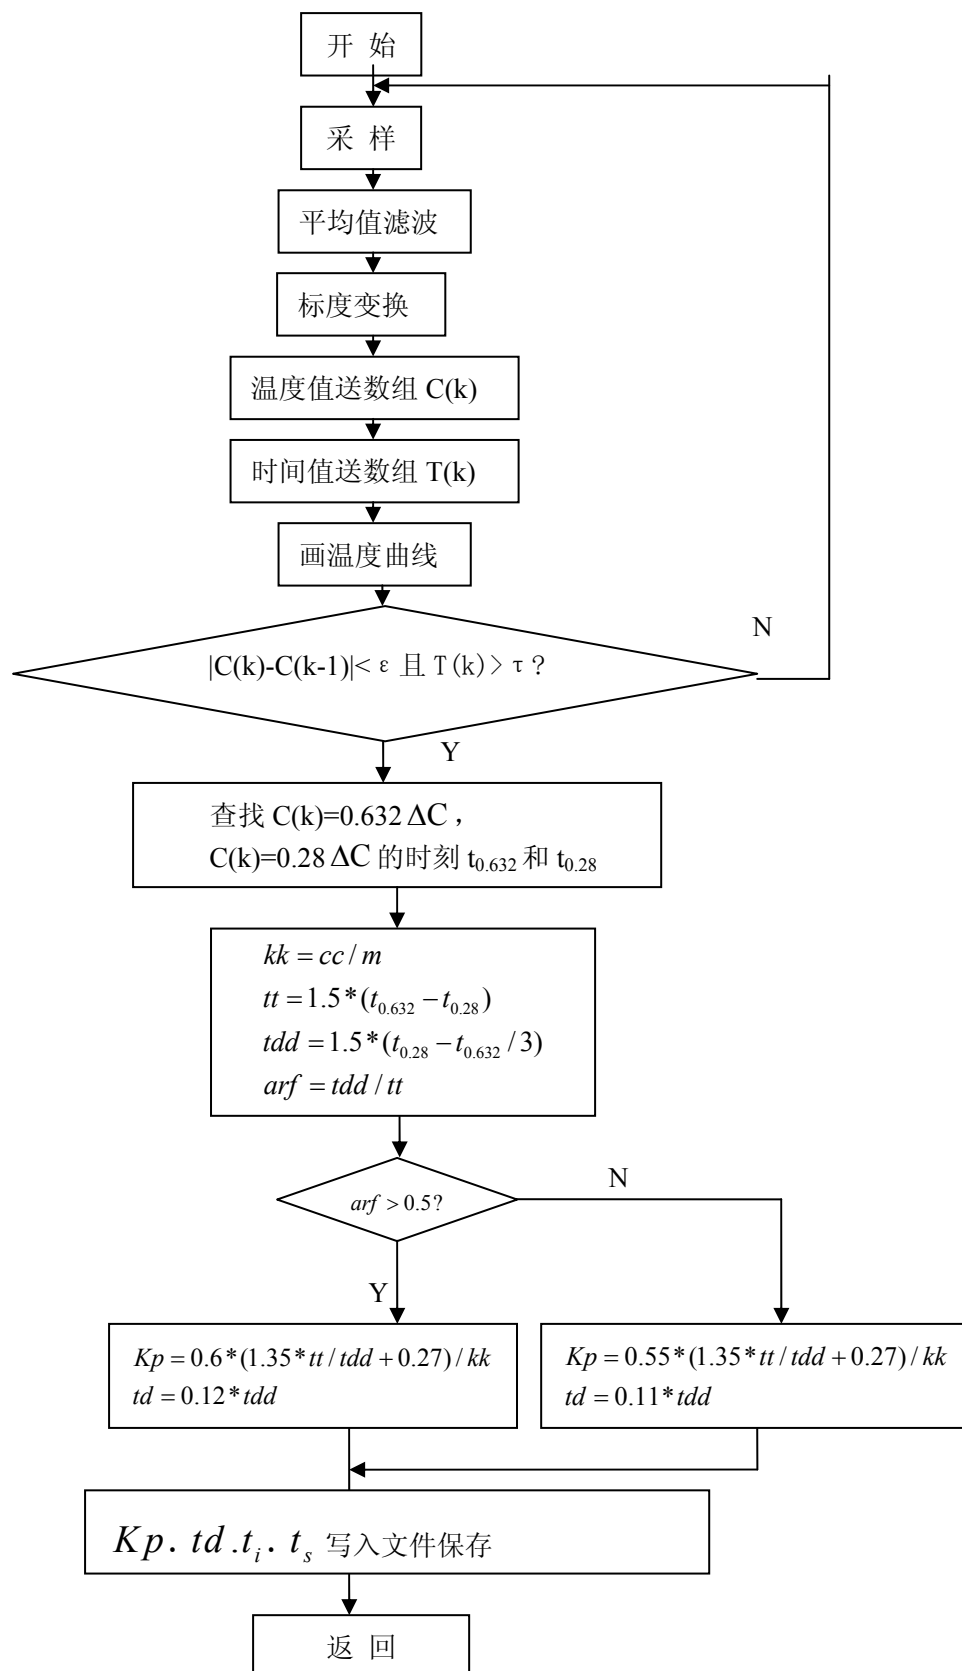 开 始
采 样
平均值滤波
标度变换
温度值送数组 C(k)
时间值送数组 T(k)
画温度曲线
|C(k)-C(k-1)|< ε 且 T(k)> τ ?
N
Y
查找 C(k)=0.632 ΔC ，
C(k)=0.28 ΔC 的时刻 t0.632 和 t0.28
kk = cc / m
tt = 1.5 * (t0.632 − t0.28)
tdd = 1.5 * (t0.28 − t0.632 / 3)
arf = tdd / tt
arf > 0.5?
N
Y
Kp = 0.6 * (1.35 * tt / tdd + 0.27) / kk
td = 0.12 * tdd
Kp = 0.55 * (1.35 * tt / tdd + 0.27) / kk
td = 0.11 * tdd
Kp. td .ti . ts 写入文件保存
返 回